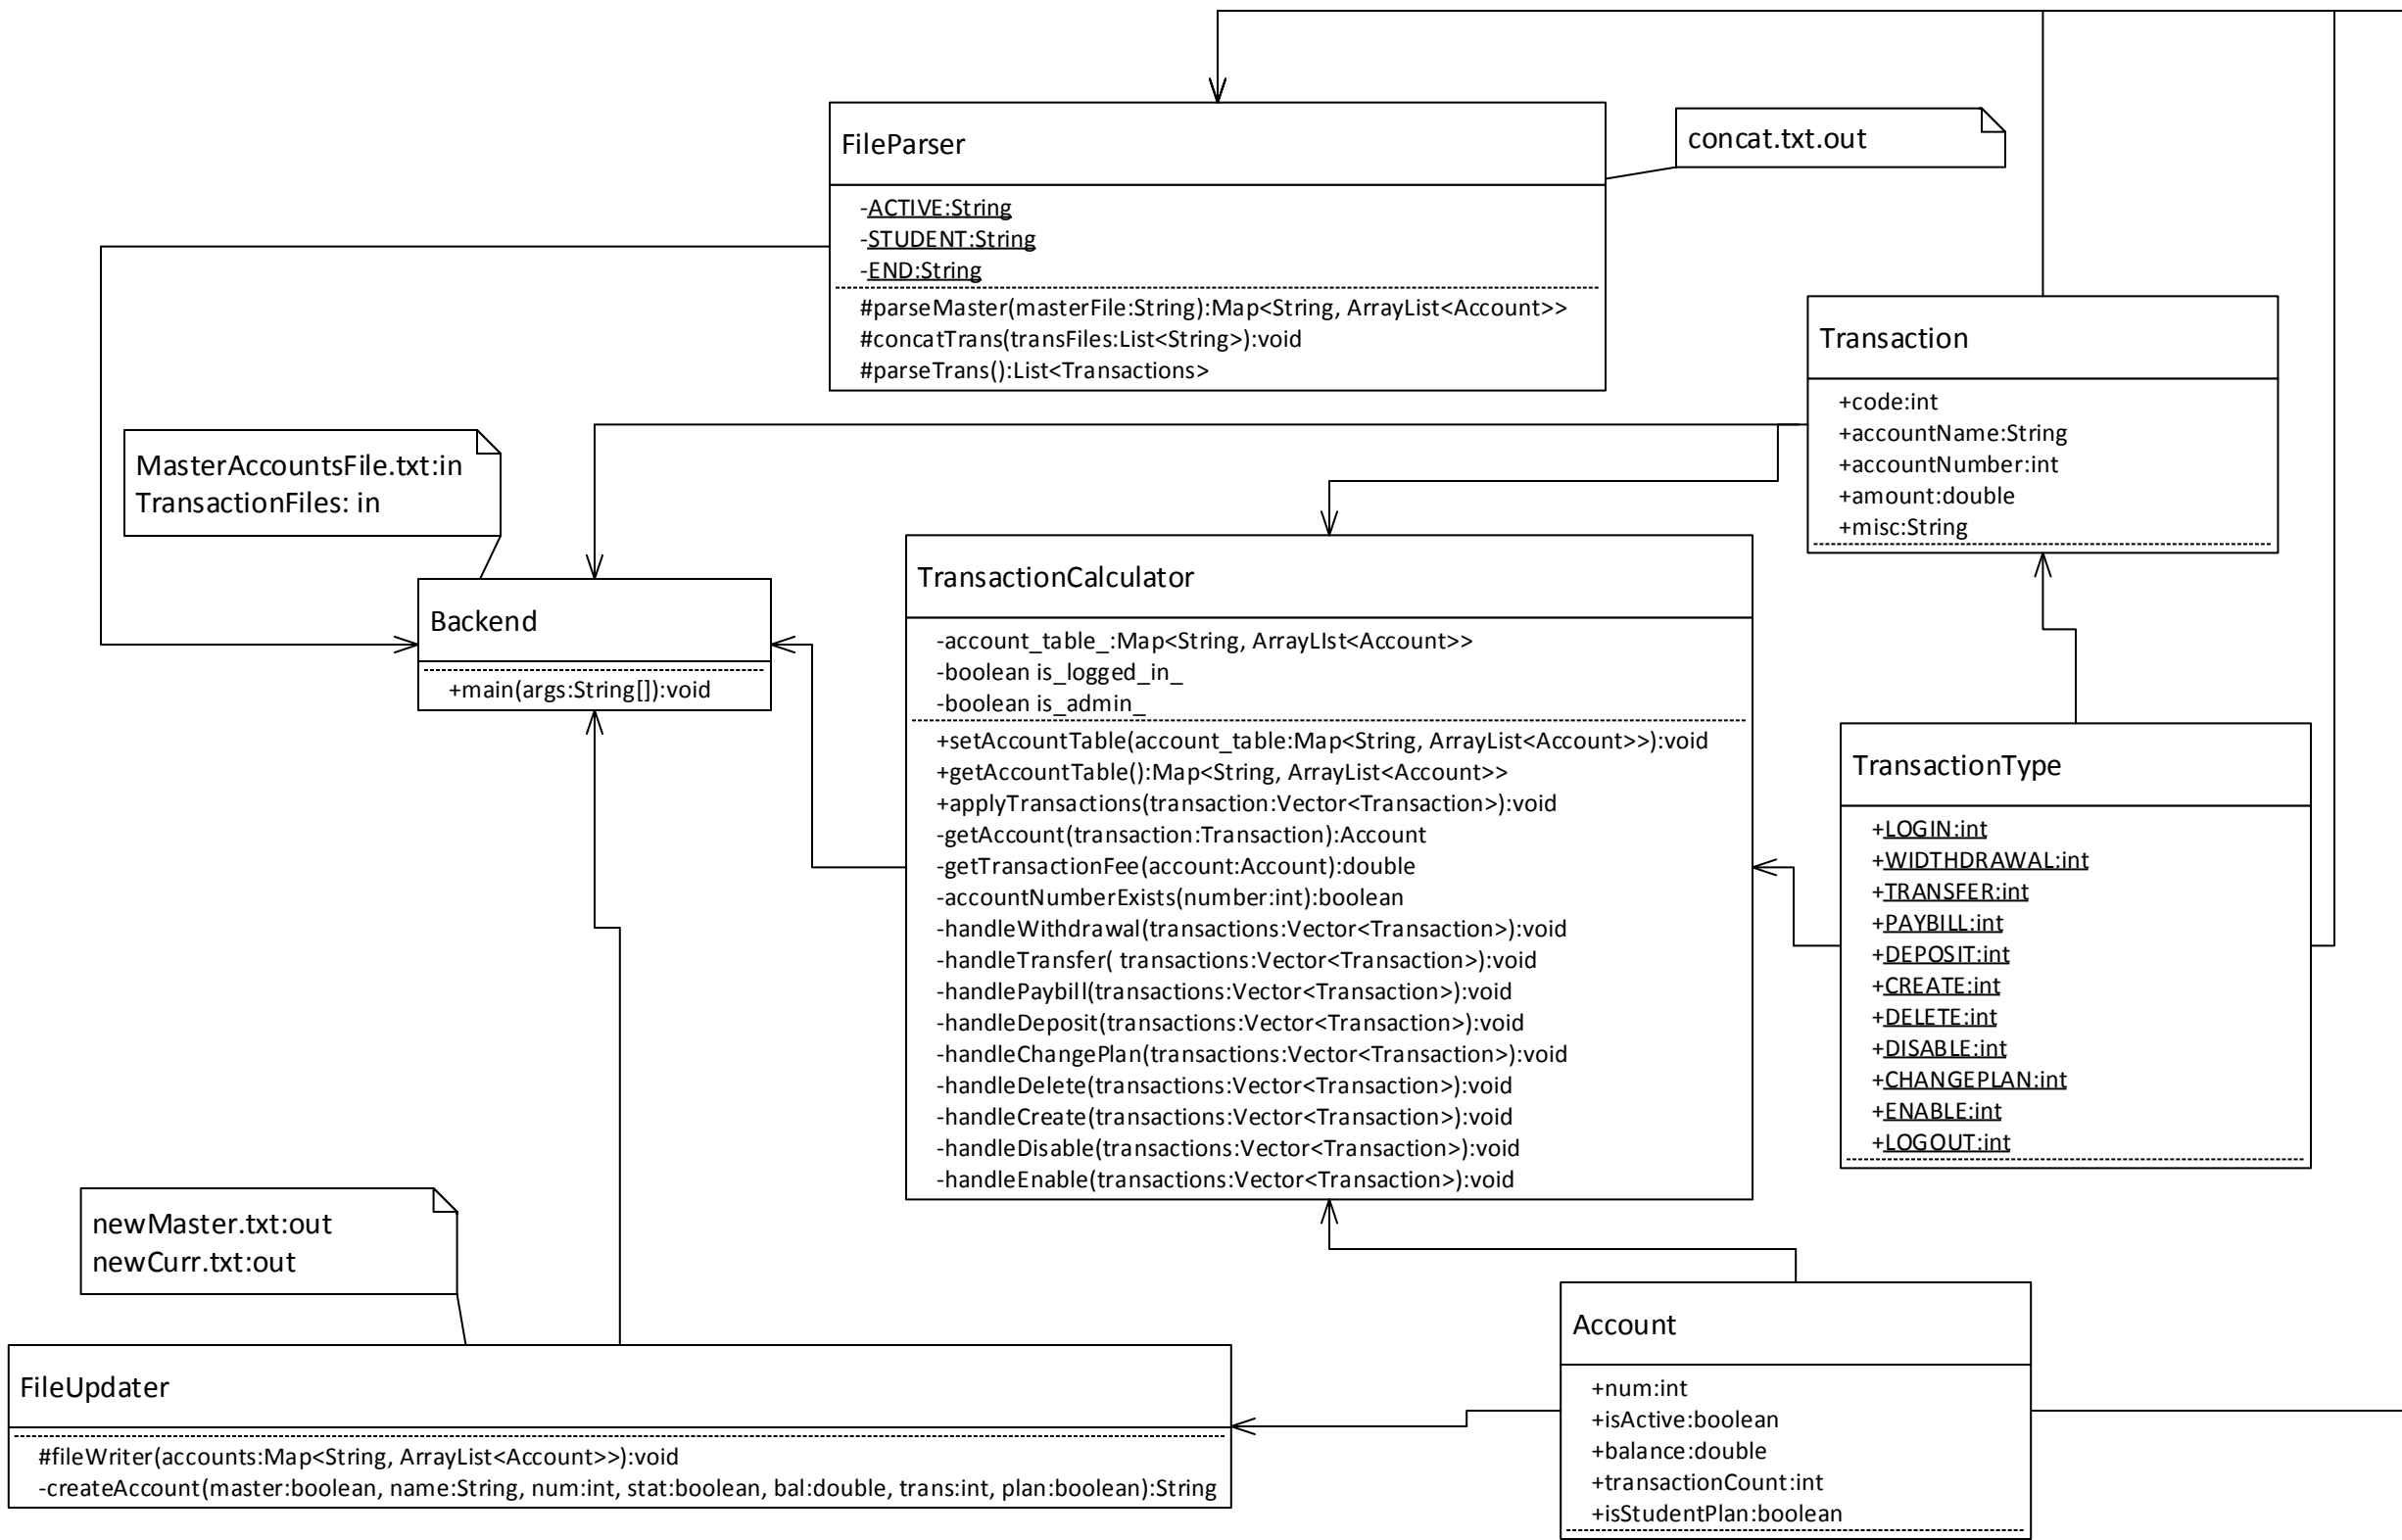 FileParser
-ACTIVE:String
-STUDENT:String
-END:String
#parseMaster(masterFile:String):Map<String, ArrayList<Account>>
#concatTrans(transFiles:List<String>):void
#parseTrans():List<Transactions>
concat.txt.out
Transaction
+code:int
+accountName:String
+accountNumber:int
+amount:double
+misc:String
MasterAccountsFile.txt:in
TransactionFiles: in
Backend
+main(args:String[]):void
TransactionCalculator
-account_table_:Map<String, ArrayLIst<Account>>
-boolean is_logged_in_
-boolean is_admin_
+setAccountTable(account_table:Map<String, ArrayList<Account>>):void
+getAccountTable():Map<String, ArrayList<Account>>
+applyTransactions(transaction:Vector<Transaction>):void
-getAccount(transaction:Transaction):Account
-getTransactionFee(account:Account):double
-accountNumberExists(number:int):boolean
-handleWithdrawal(transactions:Vector<Transaction>):void
-handleTransfer( transactions:Vector<Transaction>):void
-handlePaybill(transactions:Vector<Transaction>):void
-handleDeposit(transactions:Vector<Transaction>):void
-handleChangePlan(transactions:Vector<Transaction>):void
-handleDelete(transactions:Vector<Transaction>):void
-handleCreate(transactions:Vector<Transaction>):void
-handleDisable(transactions:Vector<Transaction>):void
-handleEnable(transactions:Vector<Transaction>):void
TransactionType
+LOGIN:int
+WIDTHDRAWAL:int
+TRANSFER:int
+PAYBILL:int
+DEPOSIT:int
+CREATE:int
+DELETE:int
+DISABLE:int
+CHANGEPLAN:int
+ENABLE:int
+LOGOUT:int
newMaster.txt:out
newCurr.txt:out
FileUpdater
#fileWriter(accounts:Map<String, ArrayList<Account>>):void
-createAccount(master:boolean, name:String, num:int, stat:boolean, bal:double, trans:int, plan:boolean):String
Account
+num:int
+isActive:boolean
+balance:double
+transactionCount:int
+isStudentPlan:boolean